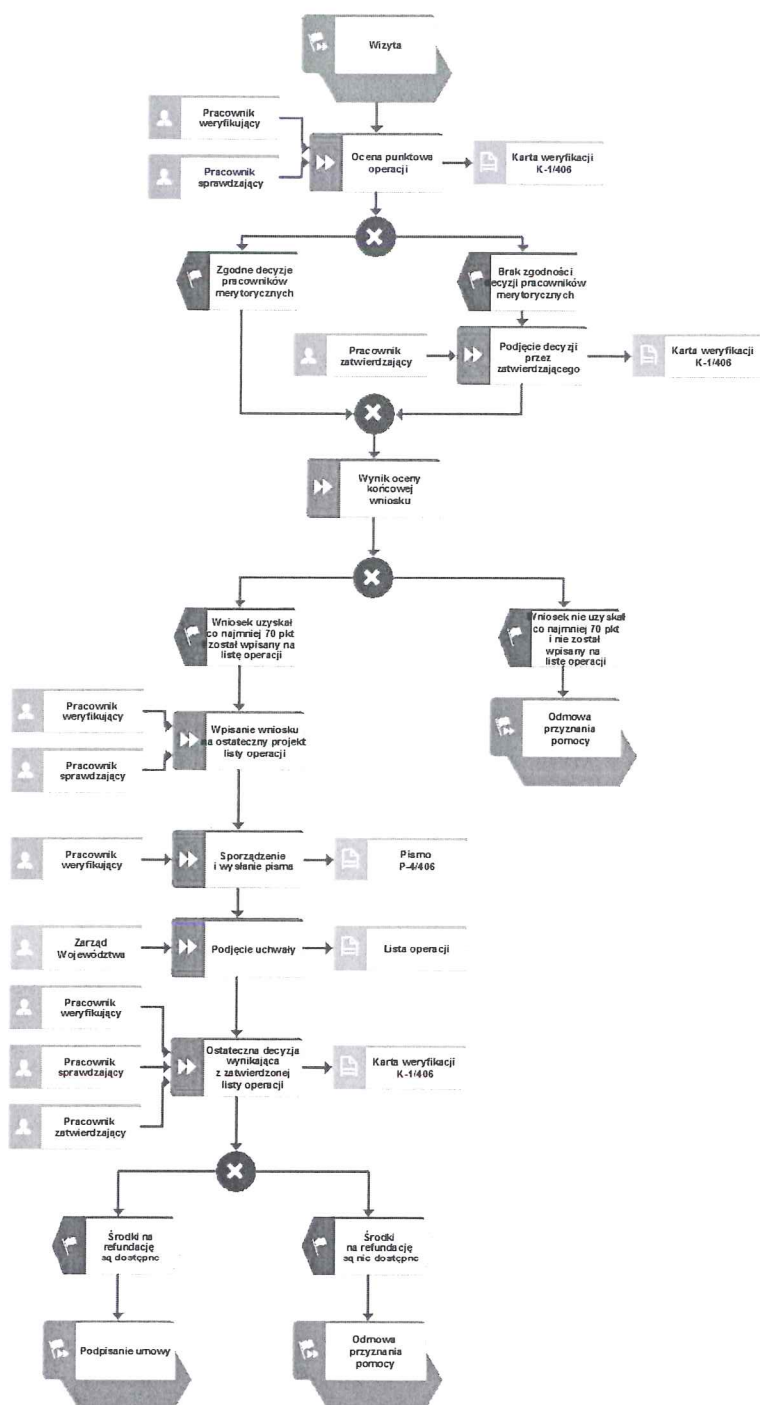 Wizyta
Pracownik
weryfikujący
Pracownik
sprawdzający
Ocena punktowa
operacji
Karta weryfikacji
K-1/406
Zgodne decyzje
pracowników
merytorycznych
Brak zgodności
decyzji pracowników
merytorycznych
Pracownik
zatwierdzający
Podjęcie decyzji
przez
zatwierdzającego
Karta weryfikacji
K-1/406
Wynik oceny
końcowej
wniosku
Wniosek uzyskał
co najmniej 70 pkt
i został wpisany na
listę operacji
Wniosek nie uzyskał
co najmniej 70 pkt
i nie został
wpisany na
listę operacji
Odmowa
przyznania
pomocy
Pracownik
weryfikujący
Pracownik
sprawdzający
Wpisanie wniosku
na ostateczny projekt
listy operacji
Pracownik
weryfikujący
Sporządzenie
i wysłanie pisma
Pismo
P-4/406
Zarząd
Województwa
Podjęcie uchwały
Lista operacji
Pracownik
weryfikujący
Pracownik
sprawdzający
Pracownik
zatwierdzający
Ostateczna decyzja
wynikająca
z zatwierdzonej
listy operacji
Karta weryfikacji
K-1/406
Środki na
refundację
są dostępne
Środki
na refundację
są nie dostępne
Podpisanie umowy
Odmowa
przyznania
pomocy